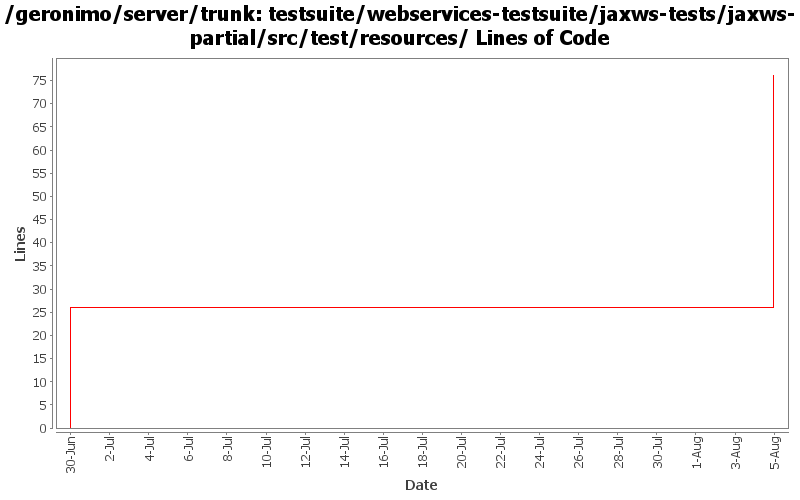 /geronimo/server/trunk: testsuite/webservices-testsuite/jaxws-tests/jaxws-
partial/src/test/resources/ Lines of Code
75
70
65
60
55
50
45
40
35
30
25
20
15
10
5
0
Lines
30-Jun
2-Jul
4-Jul
6-Jul
8-Jul
10-Jul
12-Jul
14-Jul
16-Jul
18-Jul
20-Jul
22-Jul
24-Jul
26-Jul
28-Jul
30-Jul
1-Aug
3-Aug
5-Aug
Date